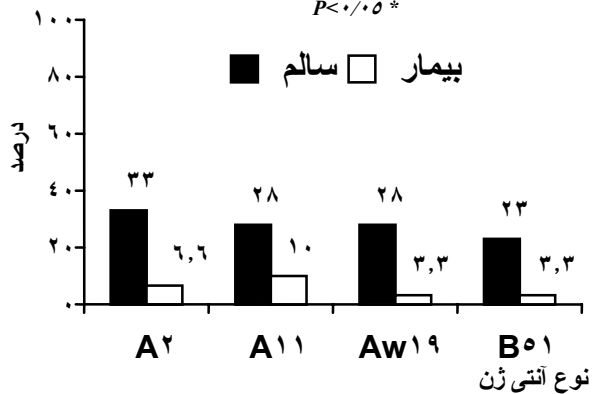 P<۰/۰۵ *
۱۰۰
۸۰
۶۰
۴۰
۲۰
۰
درصد
سالم بیمار
۳۳ ۶,۶ ۲۸ ۱۰ ۲۸ ۳,۳ ۲۳ ۳,۳
A۲ A۱۱ Aw۱۹ B۵۱
نوع آنتی ژن